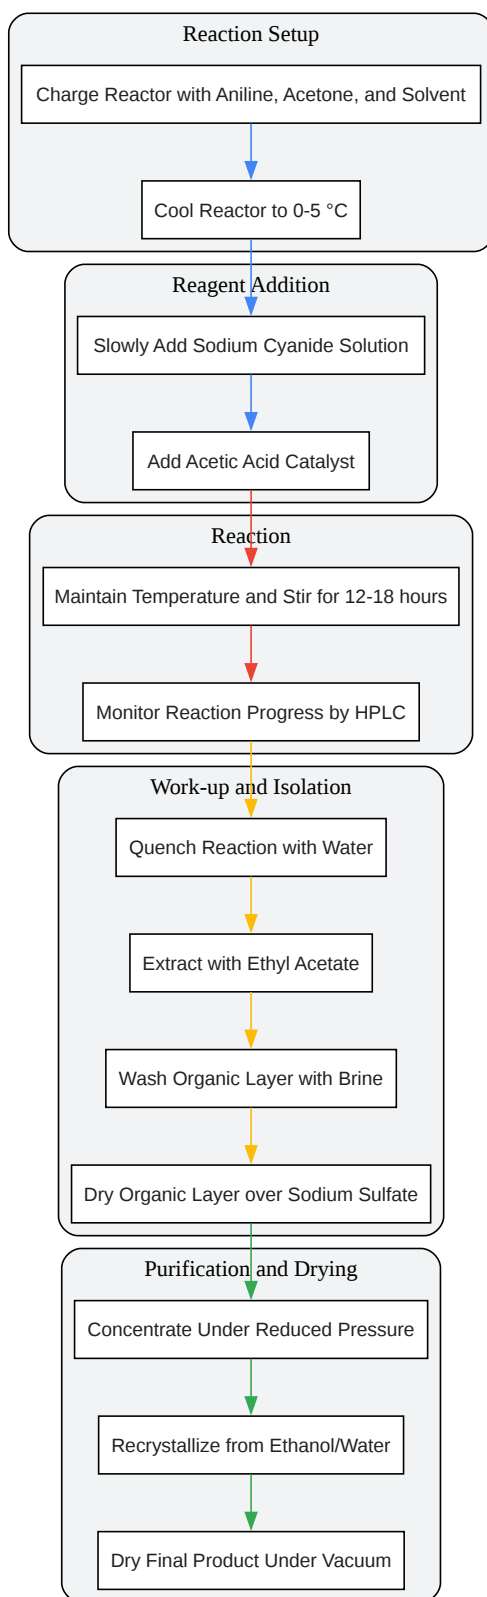 Reaction Setup
Charge Reactor with Aniline, Acetone, and Solvent
Cool Reactor to 0-5 °C
Reagent Addition
Slowly Add Sodium Cyanide Solution
Add Acetic Acid Catalyst
Reaction
Maintain Temperature and Stir for 12-18 hours
Monitor Reaction Progress by HPLC
Work-up and Isolation
Quench Reaction with Water
Extract with Ethyl Acetate
Wash Organic Layer with Brine
Dry Organic Layer over Sodium Sulfate
Purification and Drying
Concentrate Under Reduced Pressure
Recrystallize from Ethanol/Water
Dry Final Product Under Vacuum